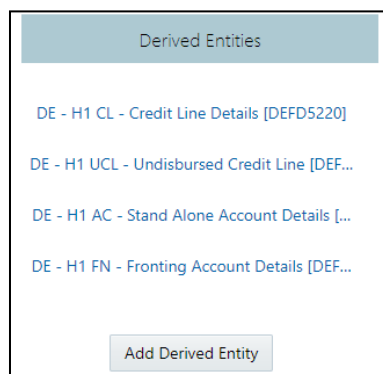 Derived Entities
DE - H1 CL - Credit Line Details [DEFD5220]
DE - H1 UCL - Undisbursed Credit Line [DEF...
DE - H1 AC - Stand Alone Account Details [...
DE - H1 FN - Fronting Account Details [DEF...
Add Derived Entity